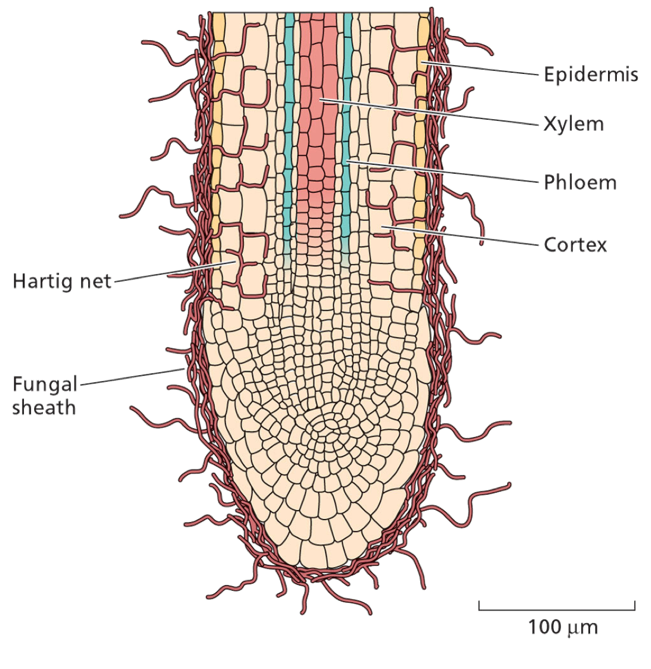 Epidermis
Xylem
Phloem
Cortex
Hartig net
Fungal
sheath
100 µm